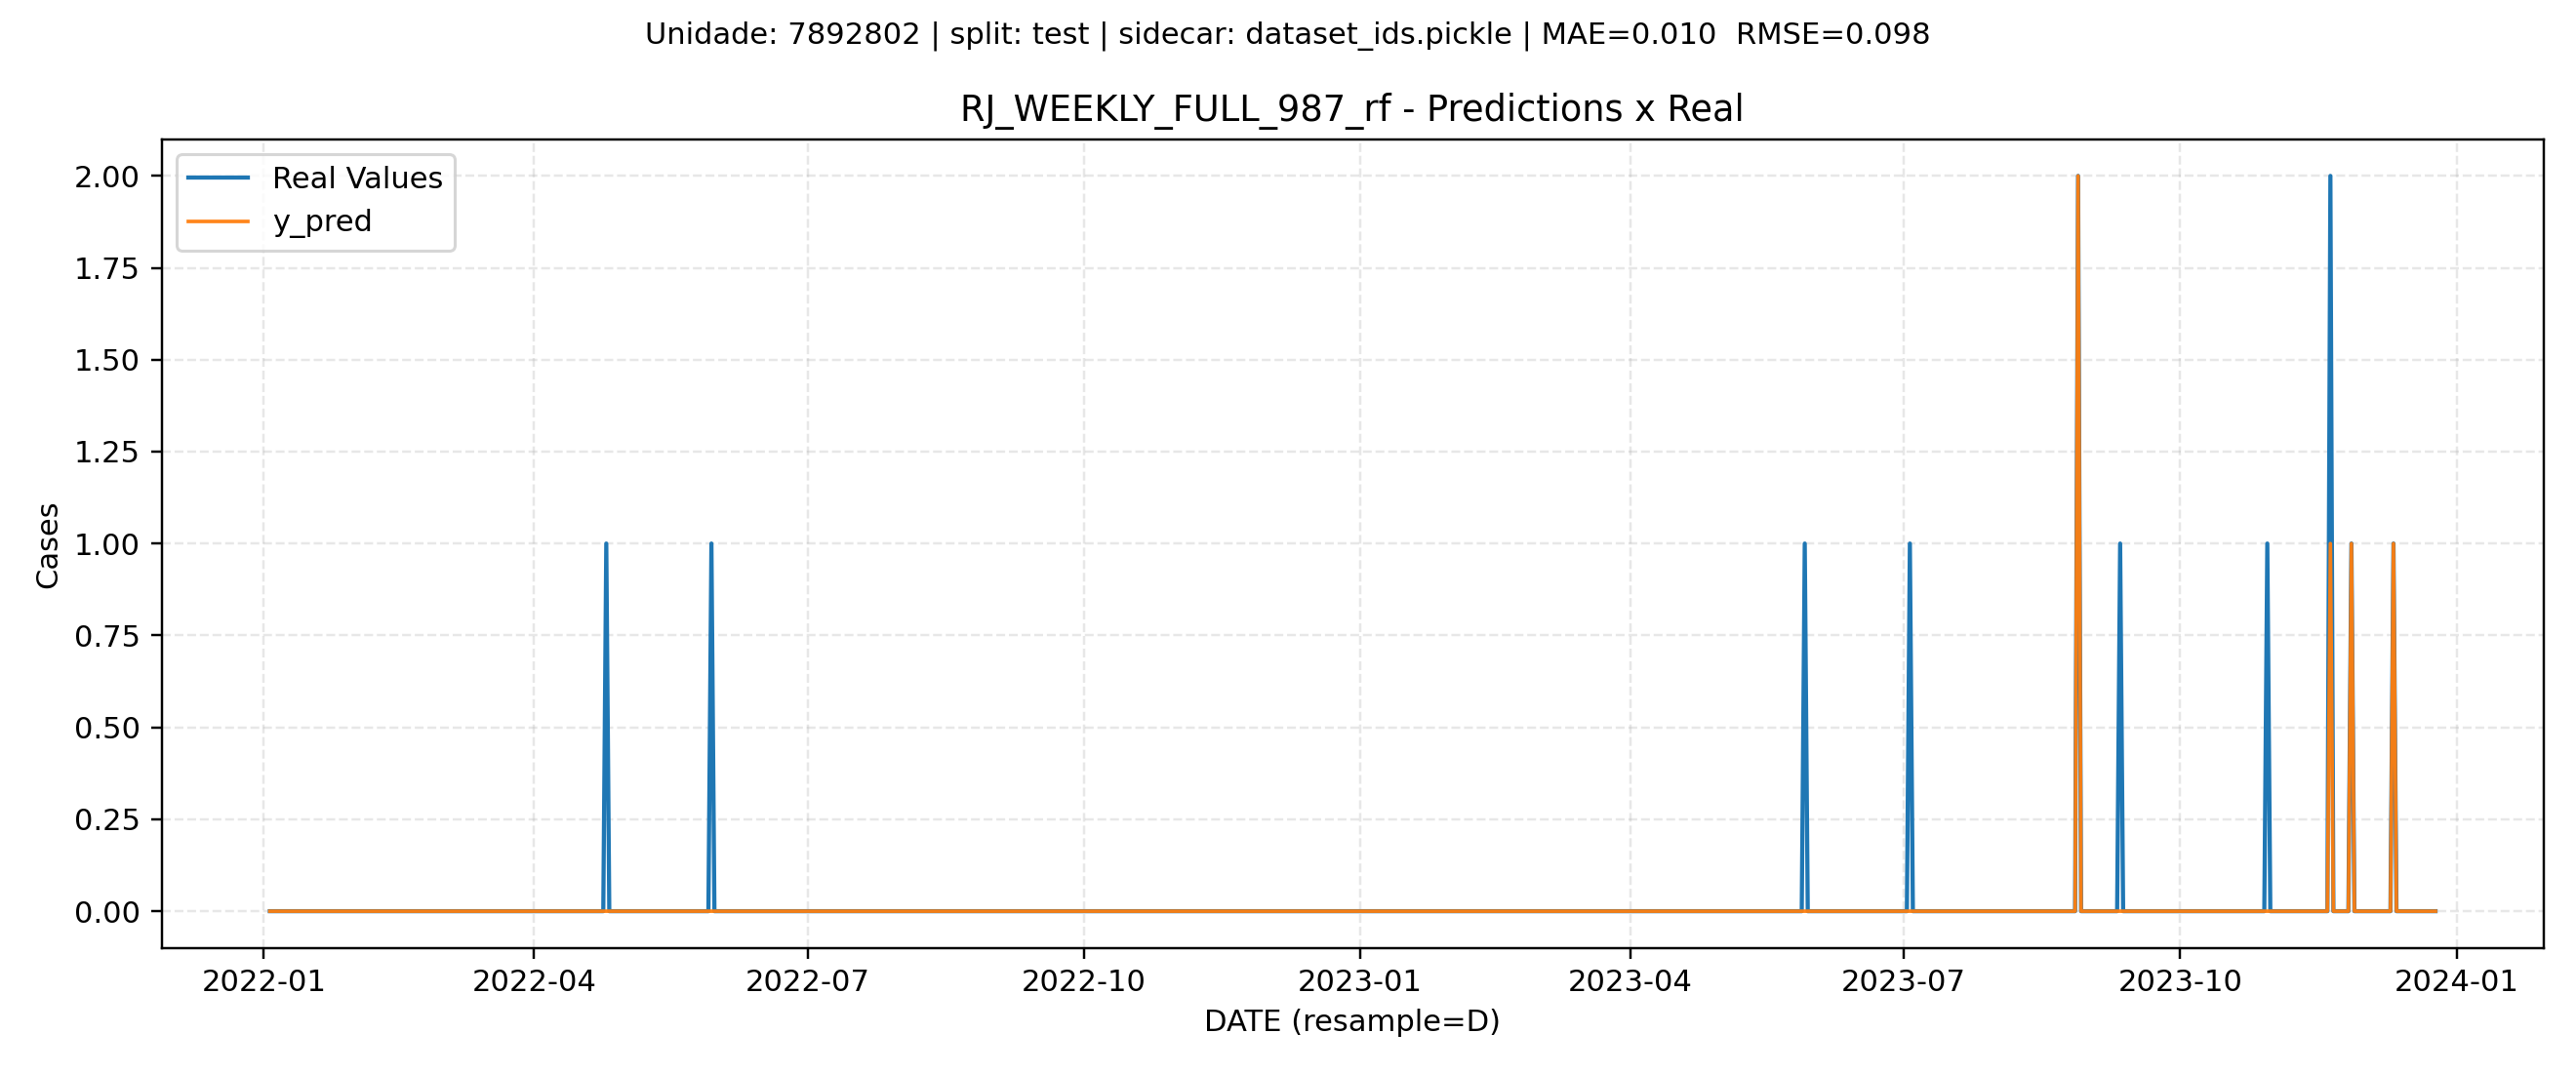 Unidade: 7892802 | split: test | sidecar: dataset_ids.pickle | MAE=0.010  RMSE=0.098
RJ_WEEKLY_FULL_987_rf - Predictions x Real
Real Values
y_pred
Cases
2.00
1.75
1.50
1.25
1.00
0.75
0.50
0.25
0.00
2022-01 2022-04 2022-07 2022-10 2023-01 2023-04 2023-07 2023-10 2024-01
DATE (resample=D)